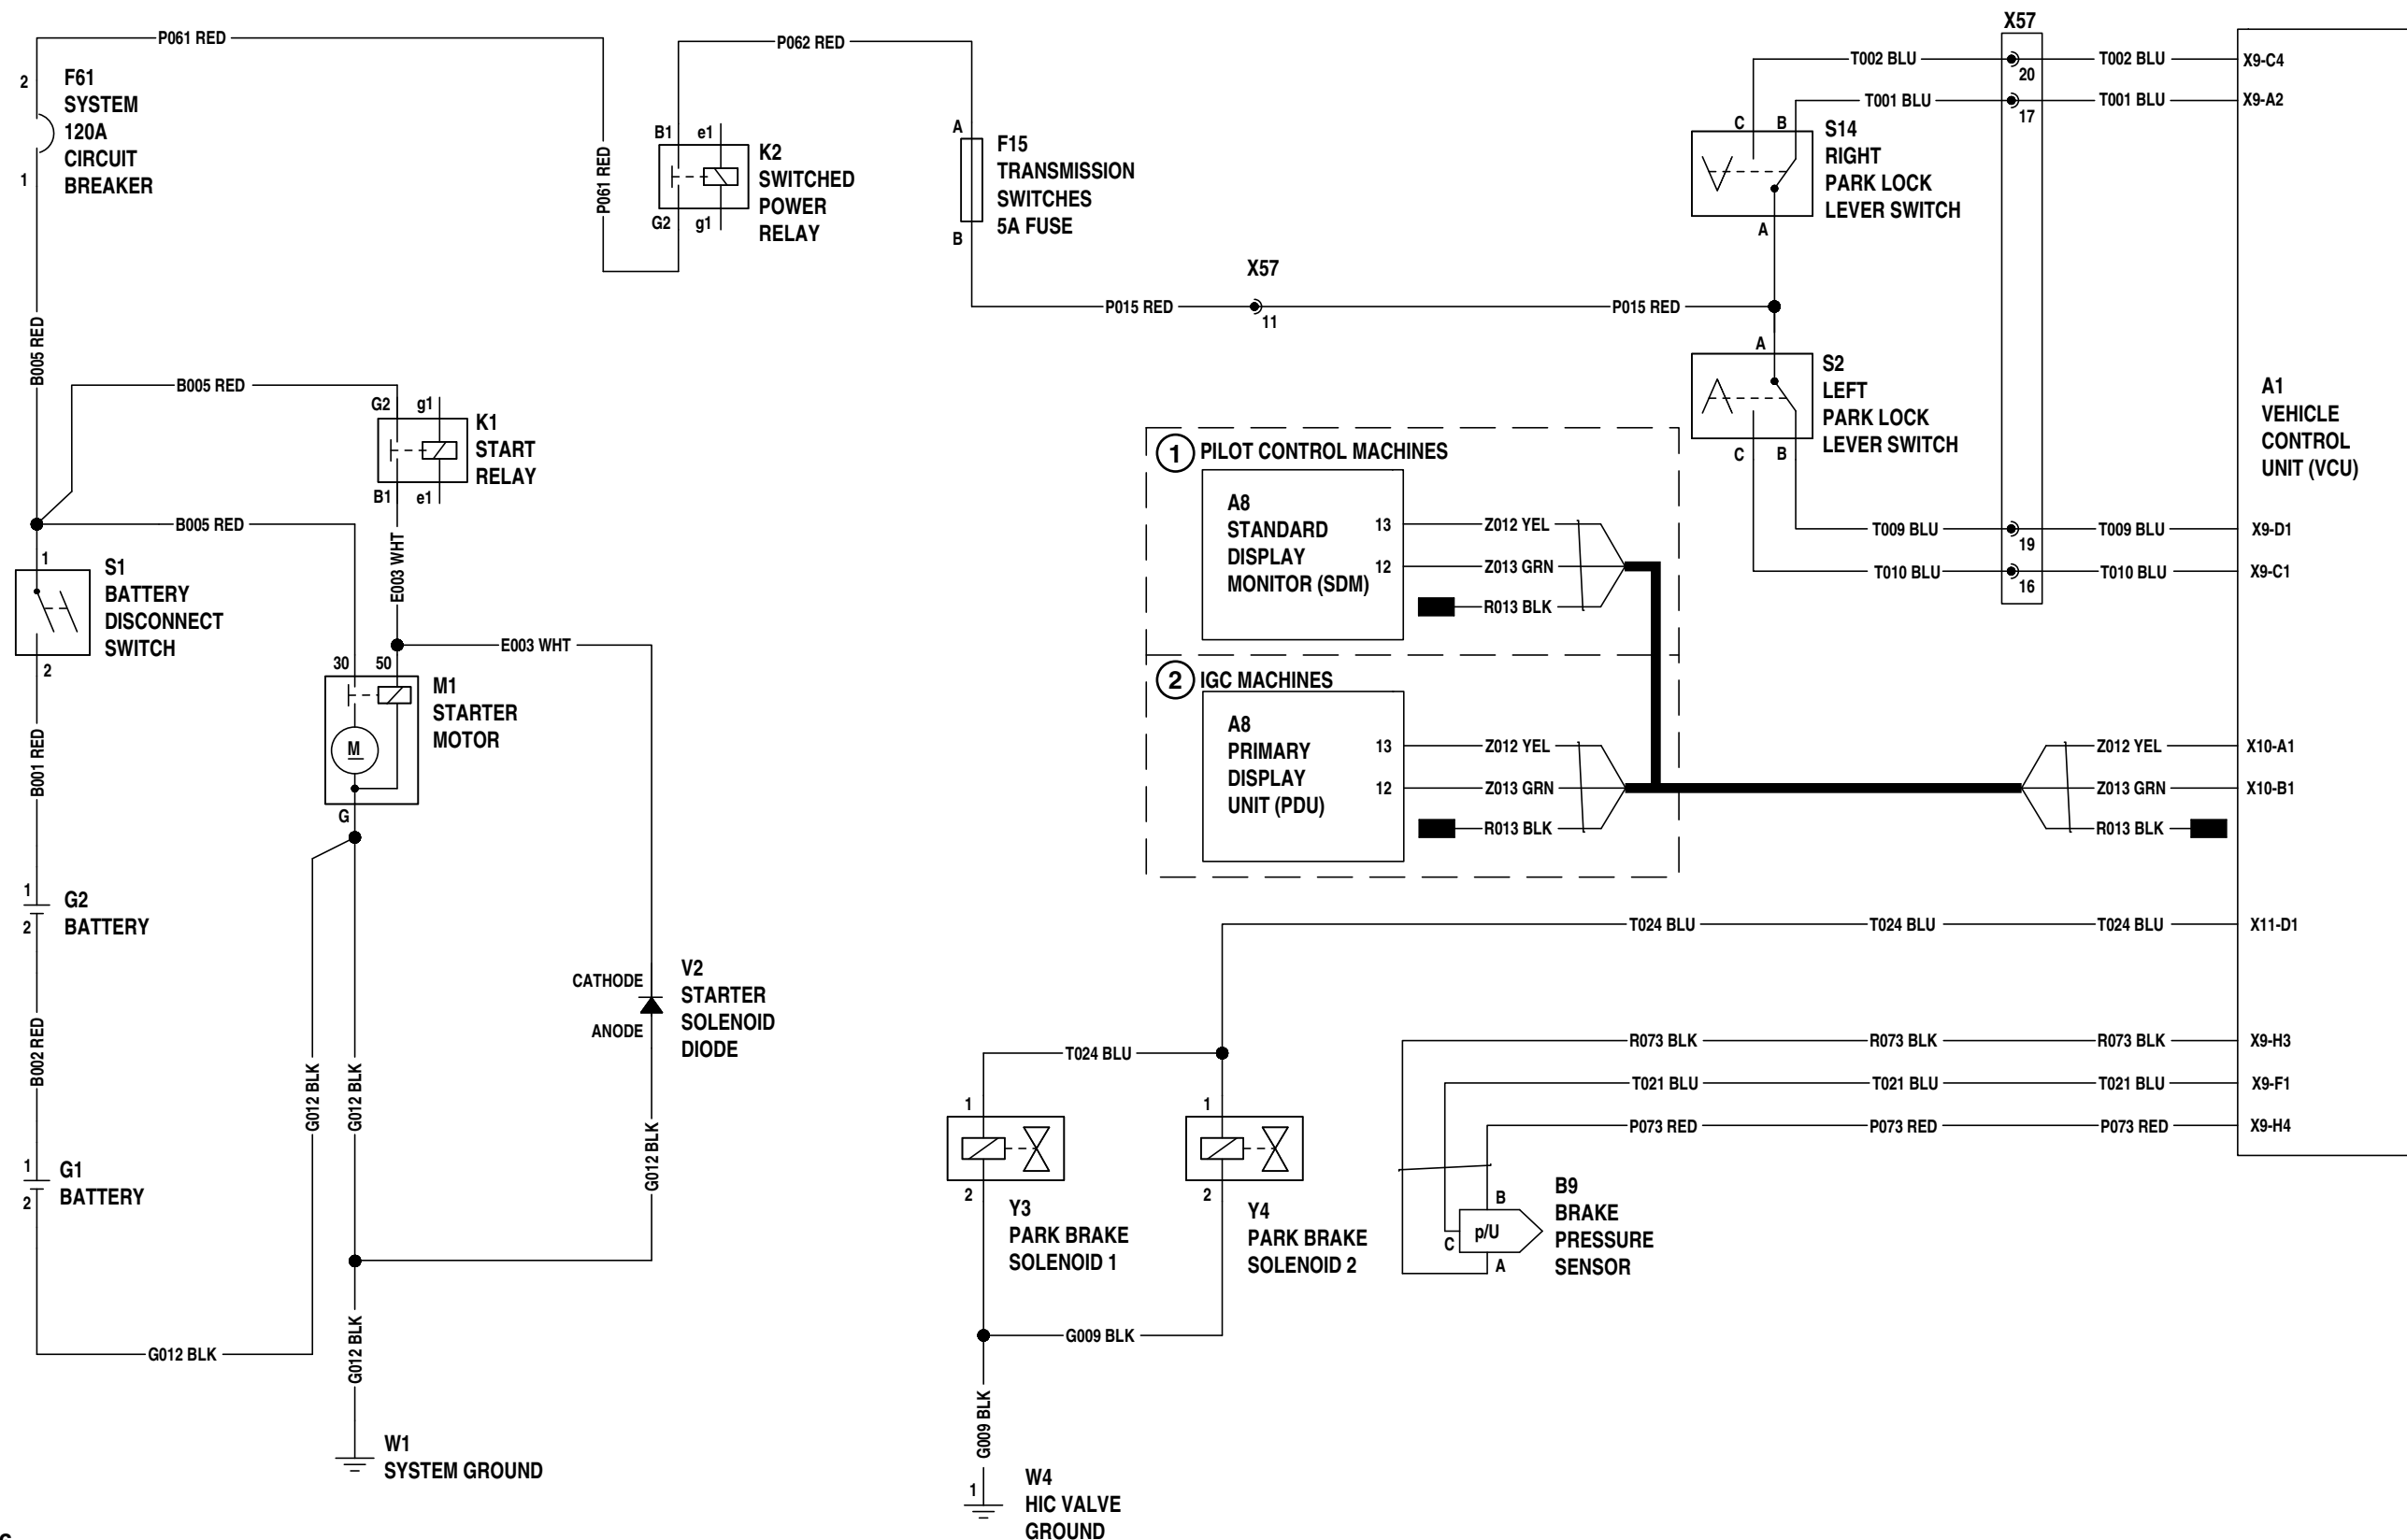 P061 RED
2
F61
SYSTEM
120A
CIRCUIT
BREAKER
1
B005 RED
P061 RED
P062 RED
B1 e1
K2
SWITCHED
POWER
RELAY
G2 g1
A
F15
TRANSMISSION
SWITCHES
5A FUSE
B
X57
P015 RED
11
P015 RED
X57
T002 BLU
20
T002 BLU
X9-C4
T001 BLU
17
T001 BLU
X9-A2
C B
S14
RIGHT
PARK LOCK
LEVER SWITCH
A
A
S2
LEFT
PARK LOCK
LEVER SWITCH
C B
A1
VEHICLE
CONTROL
UNIT (VCU)
T009 BLU
19
T009 BLU
X9-D1
T010 BLU
16
T010 BLU
X9-C1
B005 RED
G2 g1
K1
START
RELAY
B1 e1
B005 RED
E003 WHT
1
S1
BATTERY
DISCONNECT
SWITCH
2
E003 WHT
30 50
M1
STARTER
MOTOR
M
G
B001 RED
1
G2
BATTERY
2
B002 RED
1
G1
BATTERY
2
G012 BLK
G012 BLK
G012 BLK
CATHODE
ANODE
V2
STARTER
SOLENOID
DIODE
G012 BLK
G012 BLK
W1
SYSTEM GROUND
1 PILOT CONTROL MACHINES
A8
STANDARD
DISPLAY
MONITOR (SDM)
13
Z012 YEL
12
Z013 GRN
R013 BLK
2 IGC MACHINES
A8
PRIMARY
DISPLAY
UNIT (PDU)
13
Z012 YEL
12
Z013 GRN
R013 BLK
Z012 YEL
X10-A1
Z013 GRN
X10-B1
R013 BLK
T024 BLU T024 BLU T024 BLU X11-D1
T024 BLU
R073 BLK R073 BLK R073 BLK X9-H3
T021 BLU T021 BLU T021 BLU X9-F1
P073 RED P073 RED P073 RED X9-H4
1
2
Y3
PARK BRAKE
SOLENOID 1
1
2
Y4
PARK BRAKE
SOLENOID 2
B
p/U
C
A
B9
BRAKE
PRESSURE
SENSOR
G009 BLK
G009 BLK
1
W4
HIC VALVE
GROUND